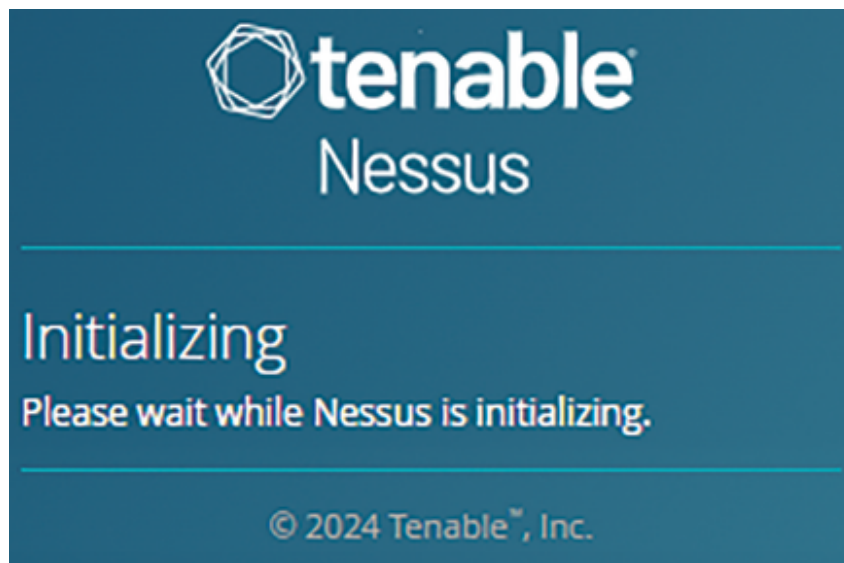 tenable®
Nessus
Initializing
Please wait while Nessus is initializing.
© 2024 Tenable™, Inc.